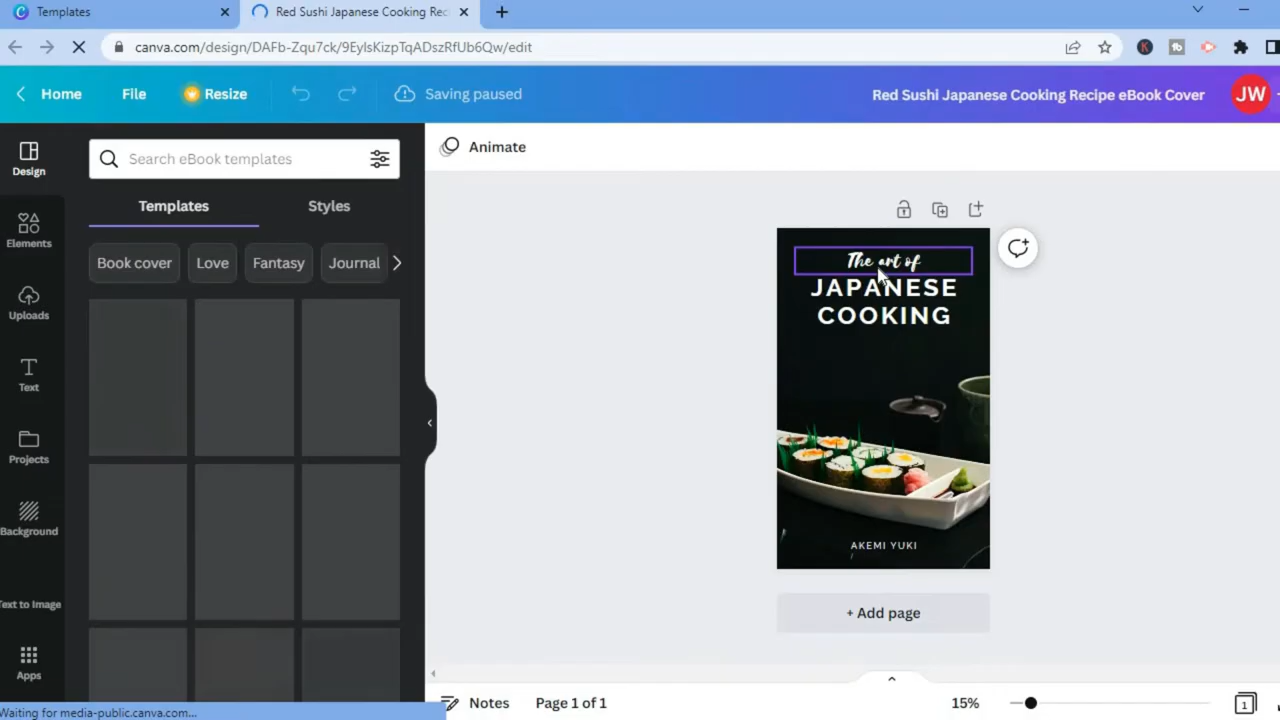 Templates
Red Sushi Japanese Cooking Rec
canva.com/design/DAFb-Zqu7ck/9EylsKizpTqADszRfUb6Qw/edit
Home
File
Resize
Saving paused
Red Sushi Japanese Cooking Recipe eBook Cover
JW
Design
Search eBook templates
Animate
Templates
Styles
Elements
Book cover
Love
Fantasy
Journal
The art of
JAPANESE
COOKING
Uploads
Text
Projects
Background
Text to Image
Apps
AKEMI YUKI
+ Add page
Notes
Page 1 of 1
15%
1
Waiting for media-public.canva.com...